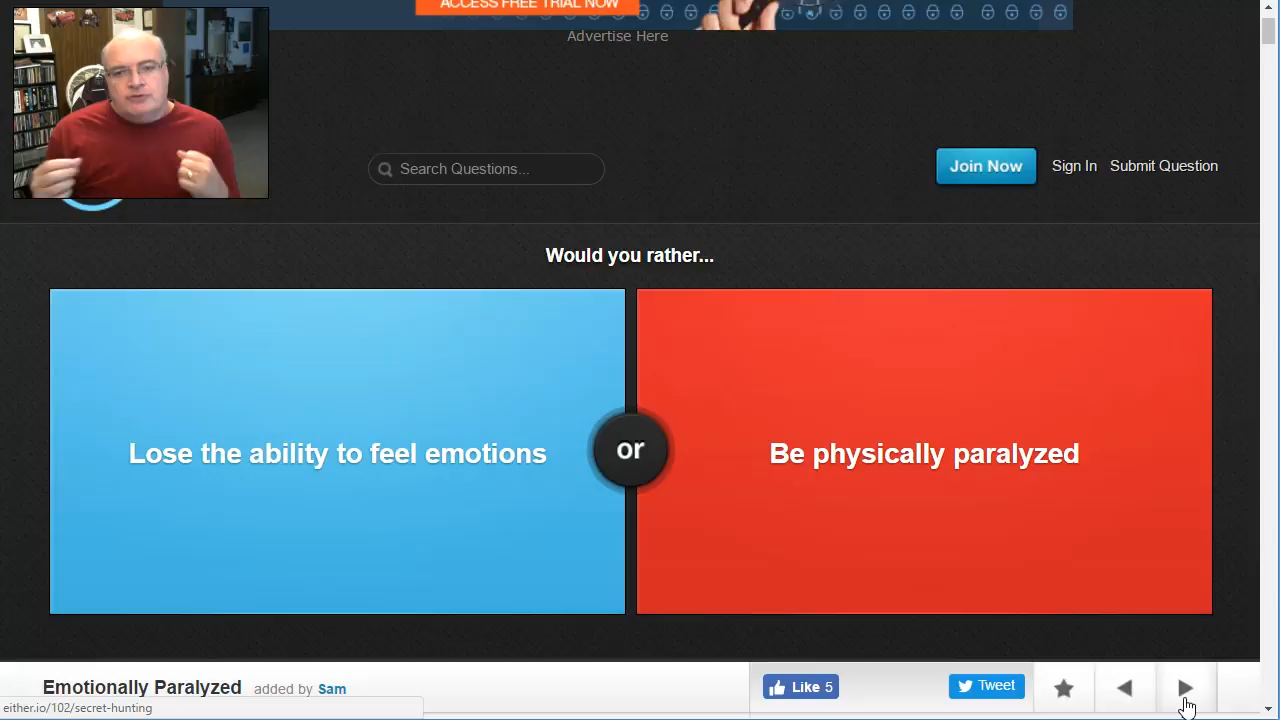 ACCESS FREE TRIAL NOW
Advertise Here
Search Questions...
Join Now
Sign In
Submit Question
Would you rather...
Lose the ability to feel emotions
or
Be physically paralyzed
Emotionally Paralyzed added by Sam
Like 5
Tweet
either.io/102/secret-hunting